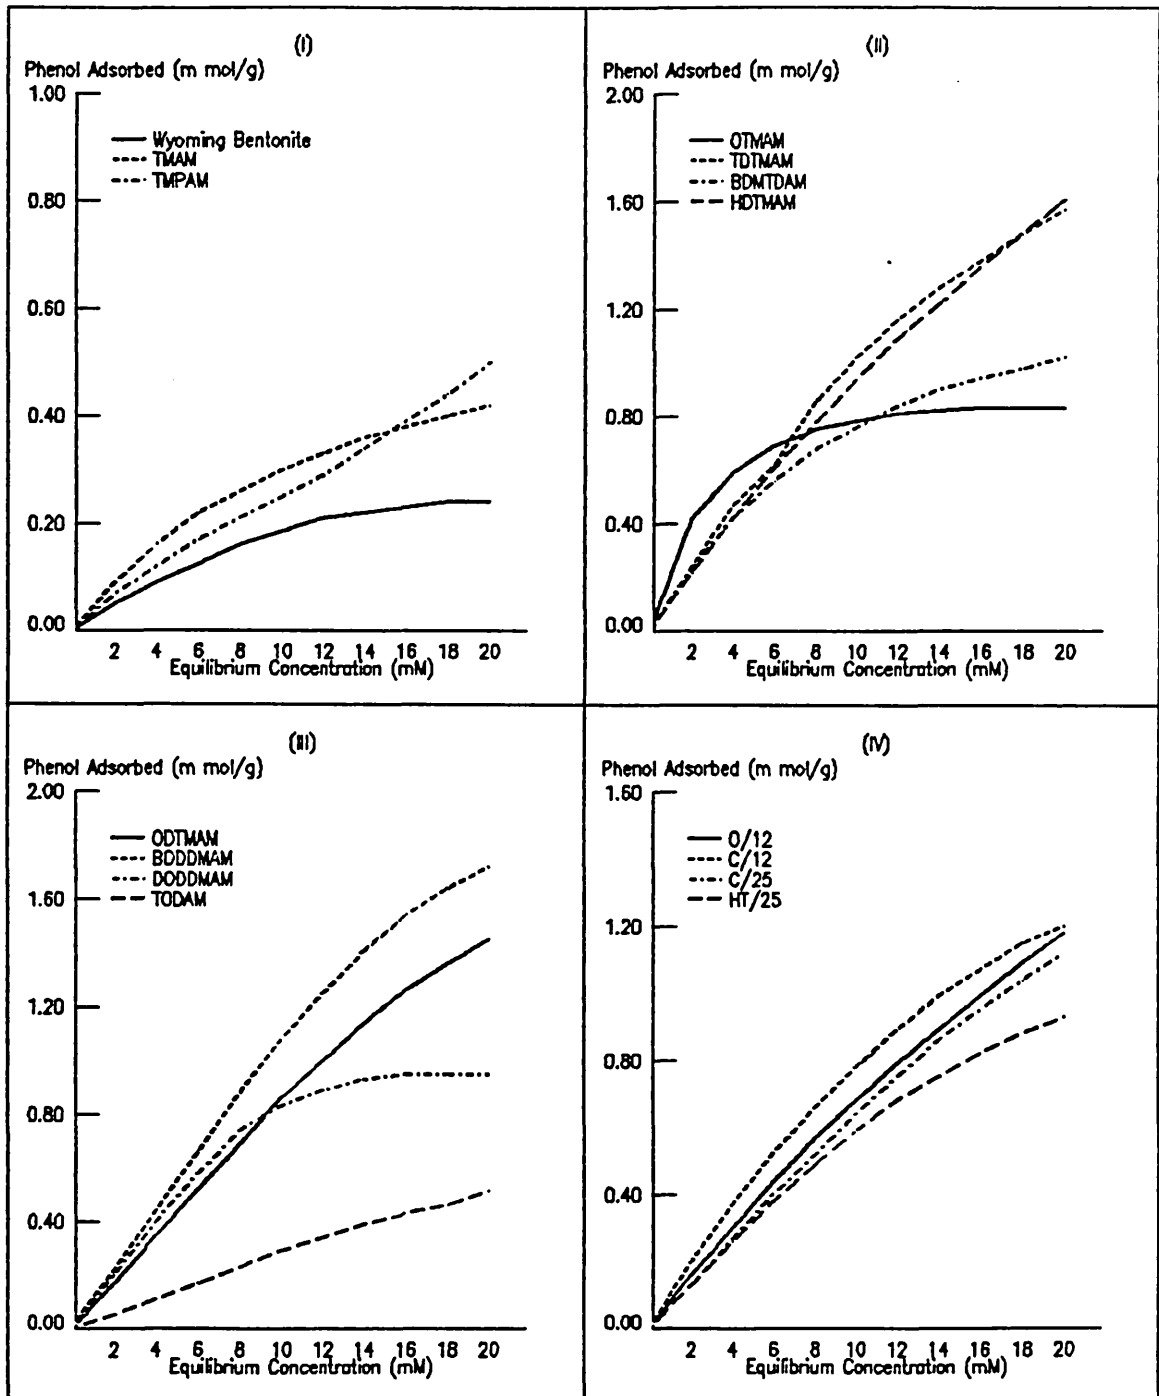 (I)
Phenol Adsorbed (m mol/g)
1.00
0.80
0.60
0.40
0.20
0.00
Wyoming Bentonite
TMAM
TMPAM
2 4 6 8 10 12 14 16 18 20
Equilibrium Concentration (mM)
(II)
Phenol Adsorbed (m mol/g)
2.00
1.60
1.20
0.80
0.40
0.00
OTMAM
TDTMAM
BDMTDAM
HDTMAM
2 4 6 8 10 12 14 16 18 20
Equilibrium Concentration (mM)
(III)
Phenol Adsorbed (m mol/g)
2.00
1.60
1.20
0.80
0.40
0.00
ODTMAM
BODDMAM
DODDMAM
TODAM
2 4 6 8 10 12 14 16 18 20
Equilibrium Concentration (mM)
(IV)
Phenol Adsorbed (m mol/g)
1.60
1.20
0.80
0.40
0.00
O/12
C/12
C/25
HT/25
2 4 6 8 10 12 14 16 18 20
Equilibrium Concentration (mM)